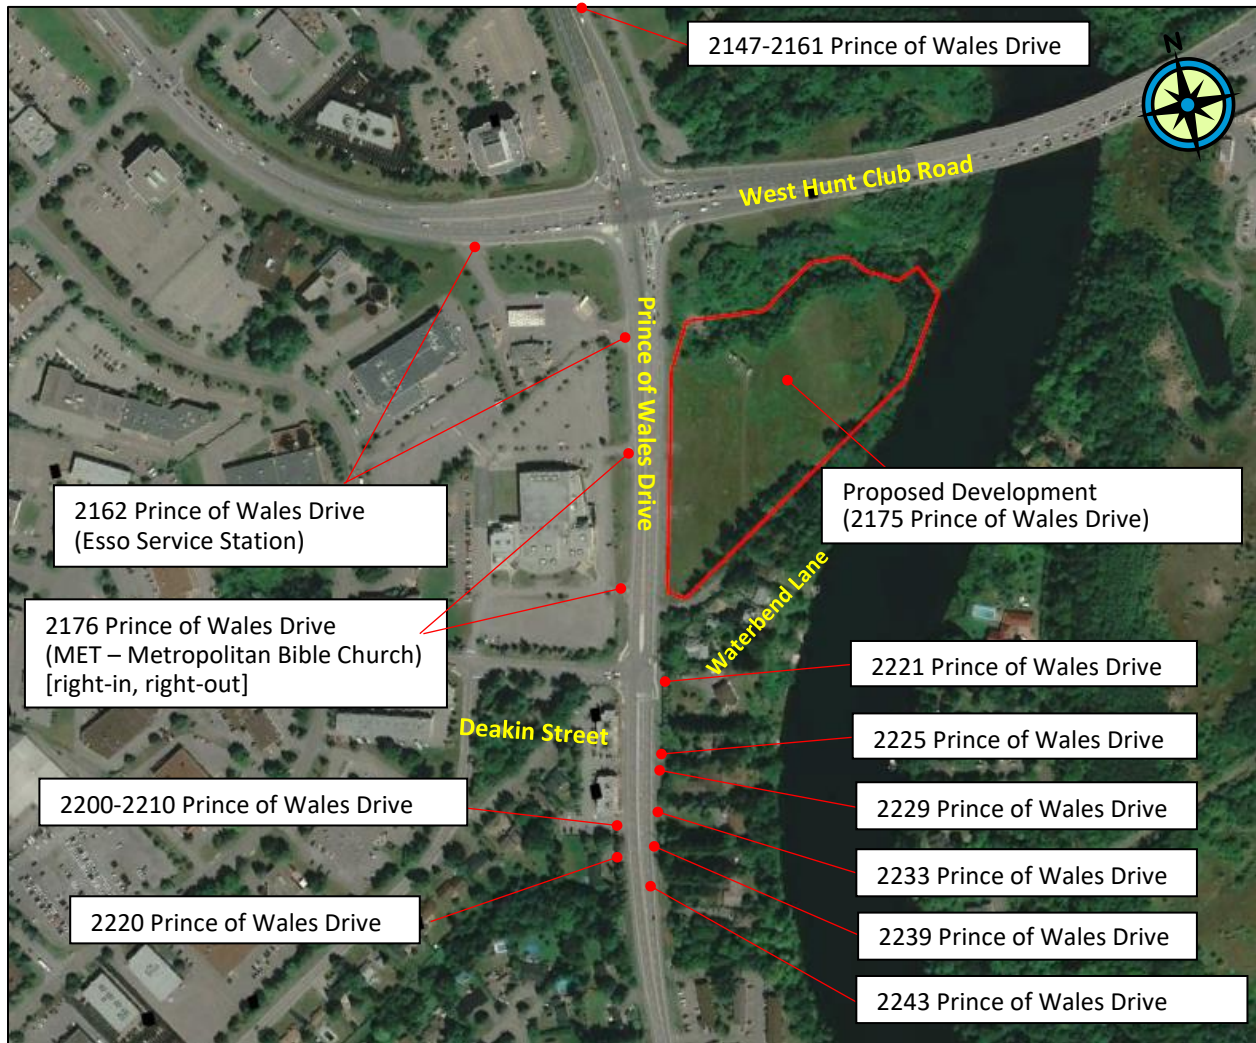 2147-2161 Prince of Wales Drive
N
West Hunt Club Road
Prince of Wales Drive
2162 Prince of Wales Drive
(Esso Service Station)
Proposed Development
(2175 Prince of Wales Drive)
2176 Prince of Wales Drive
(MET – Metropolitan Bible Church)
[right-in, right-out]
Waterbend Lane
2221 Prince of Wales Drive
Deakin Street
2225 Prince of Wales Drive
2200-2210 Prince of Wales Drive
2229 Prince of Wales Drive
2233 Prince of Wales Drive
2220 Prince of Wales Drive
2239 Prince of Wales Drive
2243 Prince of Wales Drive